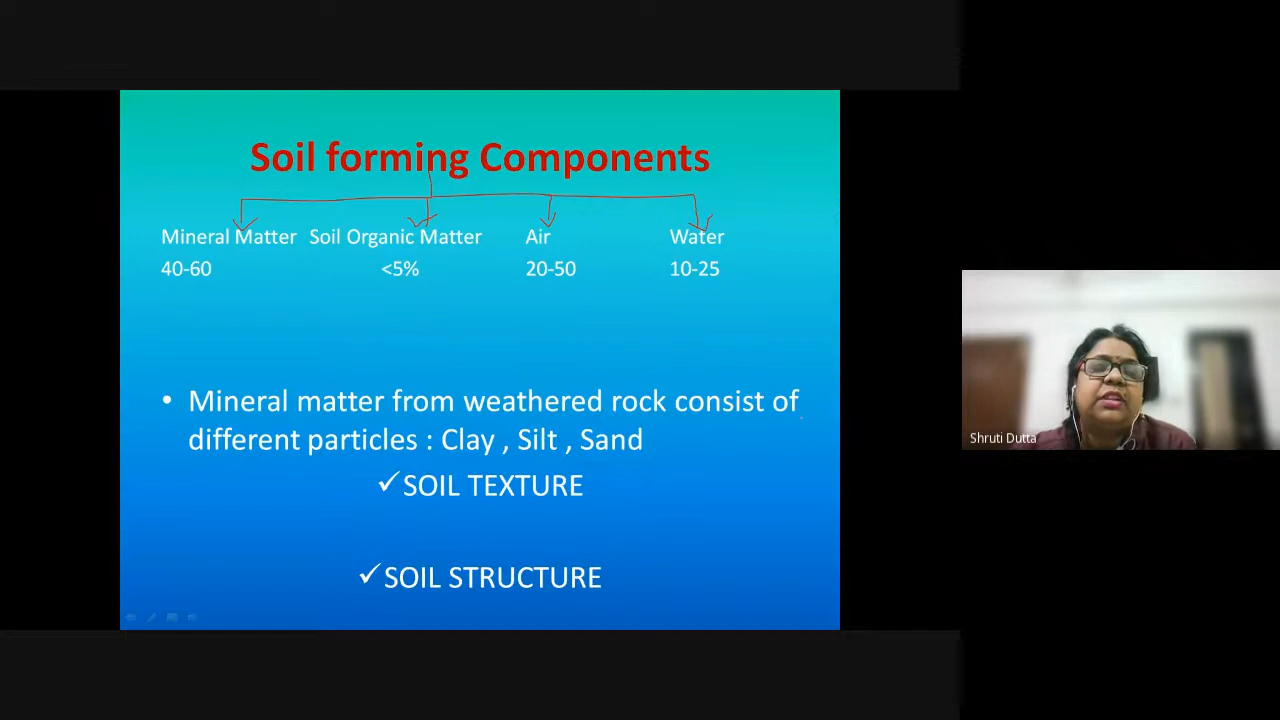 Soil forming Components
Mineral Matter Soil Organic Matter Air Water
40-60 <5% 20-50 10-25
• Mineral matter from weathered rock consist of
different particles : Clay , Silt , Sand
✓SOIL TEXTURE
✓SOIL STRUCTURE
Shruti Dutta